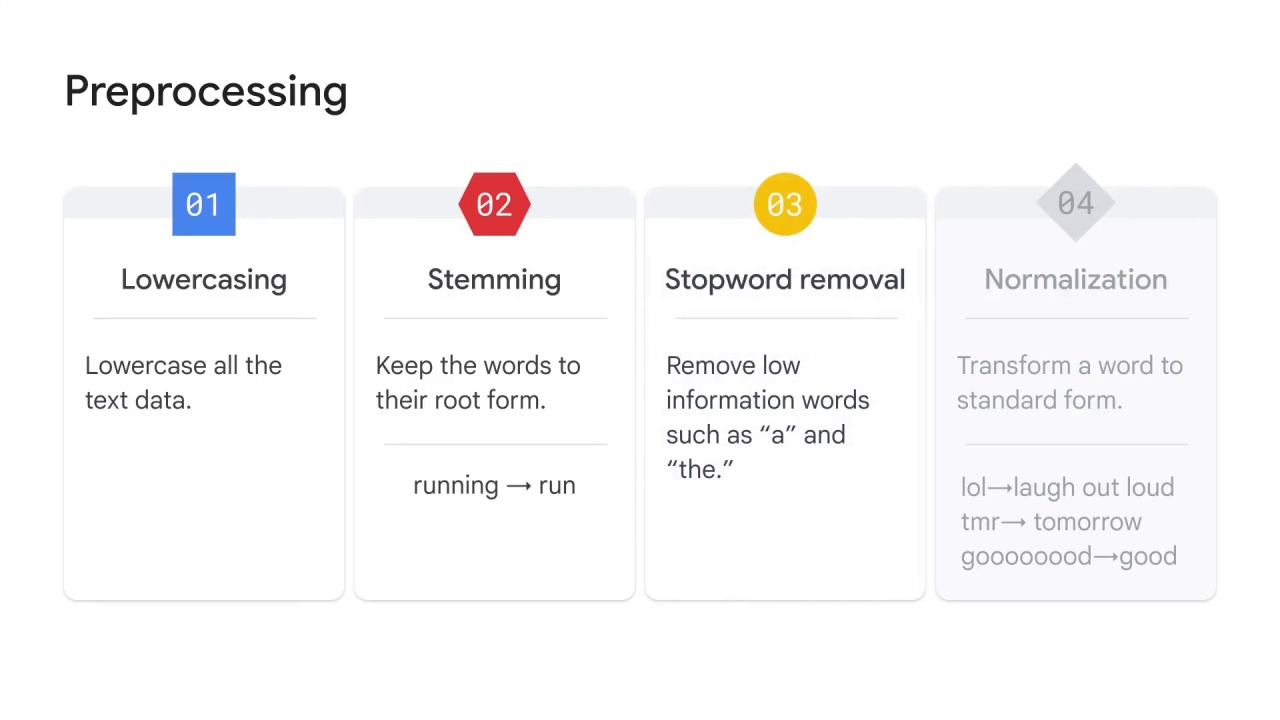 Preprocessing
01
Lowercasing
Lowercase all the
text data.
02
Stemming
Keep the words to
their root form.
running → run
03
Stopword removal
Remove low
information words
such as “a” and
“the.”
04
Normalization
Transform a word to
standard form.
lol→laugh out loud
tmr→ tomorrow
goooooood→good